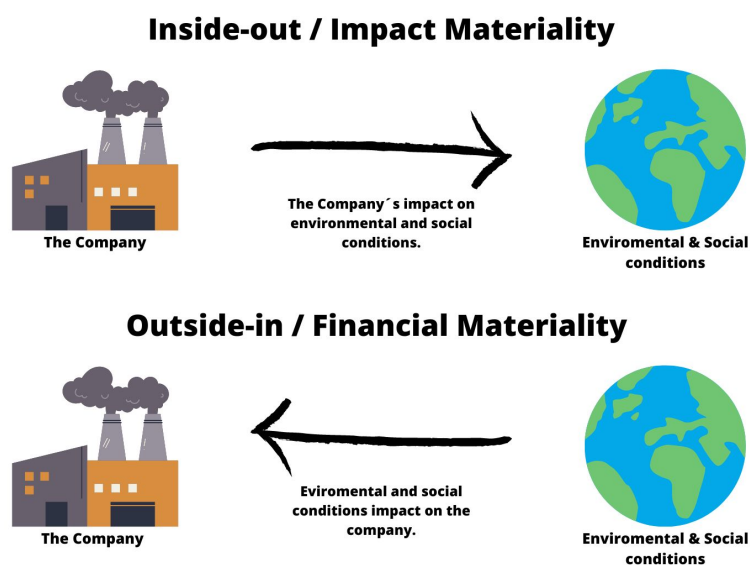 Inside-out / Impact Materiality
The Company´s impact on
environmental and social
conditions.
The Company
Enviromental & Social
conditions
Outside-in / Financial Materiality
Eviromental and social
conditions impact on the
company.
The Company
Enviromental & Social
conditions